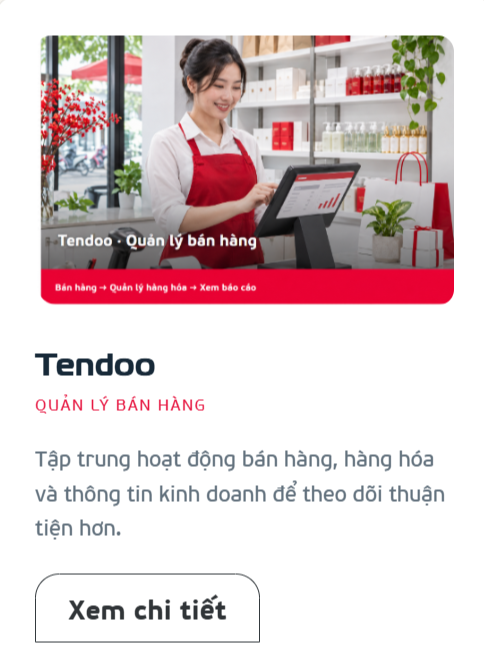 Tendoo · Quản lý bán hàng
Bán hàng → Quản lý hàng hóa → Xem báo cáo
Tendoo
QUẢN LÝ BÁN HÀNG
Tập trung hoạt động bán hàng, hàng hóa
và thông tin kinh doanh để theo dõi thuận
tiện hơn.
Xem chi tiết